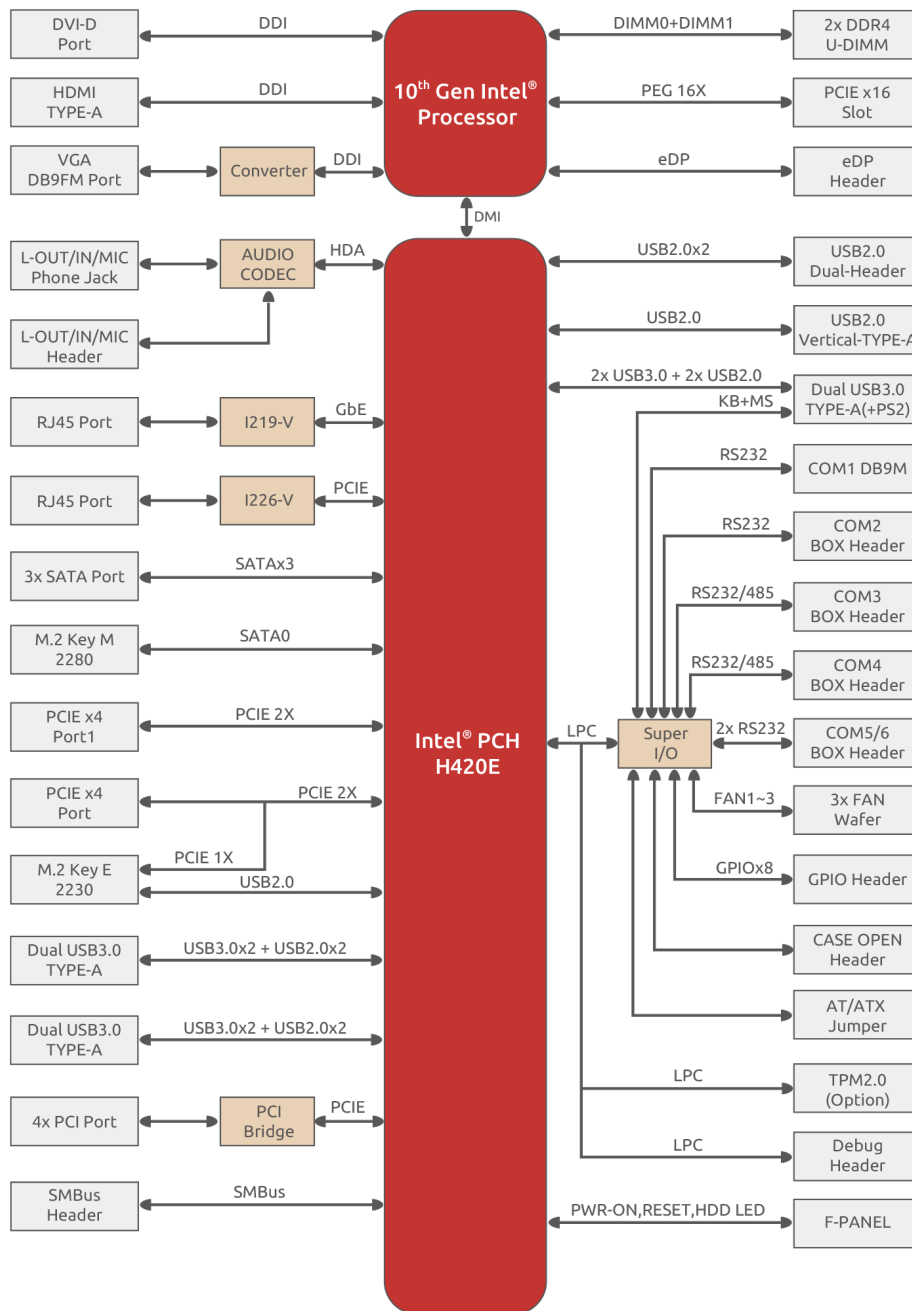 DVI-D
Port
DDI
HDMI
TYPE-A
DDI
VGA
DB9FM Port
Converter
DDI
10th Gen Intel®
Processor
DIMM0+DIMM1
2x DDR4
U-DIMM
PEG 16X
PCIE x16
Slot
eDP
eDP
Header
DMI
L-OUT/IN/MIC
Phone Jack
AUDIO
CODEC
HDA
L-OUT/IN/MIC
Header
RJ45 Port
I219-V
GbE
RJ45 Port
I226-V
PCIE
3x SATA Port
SATAx3
M.2 Key M
2280
SATA0
PCIE x4
Port1
PCIE 2X
PCIE x4
Port
PCIE 2X
PCIE 1X
M.2 Key E
2230
USB2.0
Dual USB3.0
TYPE-A
USB3.0x2 + USB2.0x2
Dual USB3.0
TYPE-A
USB3.0x2 + USB2.0x2
4x PCI Port
PCI
Bridge
PCIE
SMBus
Header
SMBus
Intel® PCH
H420E
USB2.0x2
USB2.0
Dual-Header
USB2.0
USB2.0
Vertical-TYPE-A
2x USB3.0 + 2x USB2.0
Dual USB3.0
TYPE-A(+PS2)
KB+MS
RS232
COM1 DB9M
RS232
COM2
BOX Header
RS232/485
COM3
BOX Header
RS232/485
COM4
BOX Header
LPC
Super
I/O
2x RS232
COM5/6
BOX Header
FAN1~3
3x FAN
Wafer
GPIOx8
GPIO Header
CASE OPEN
Header
AT/ATX
Jumper
LPC
TPM2.0
(Option)
LPC
Debug
Header
PWR-ON,RESET,HDD LED
F-PANEL